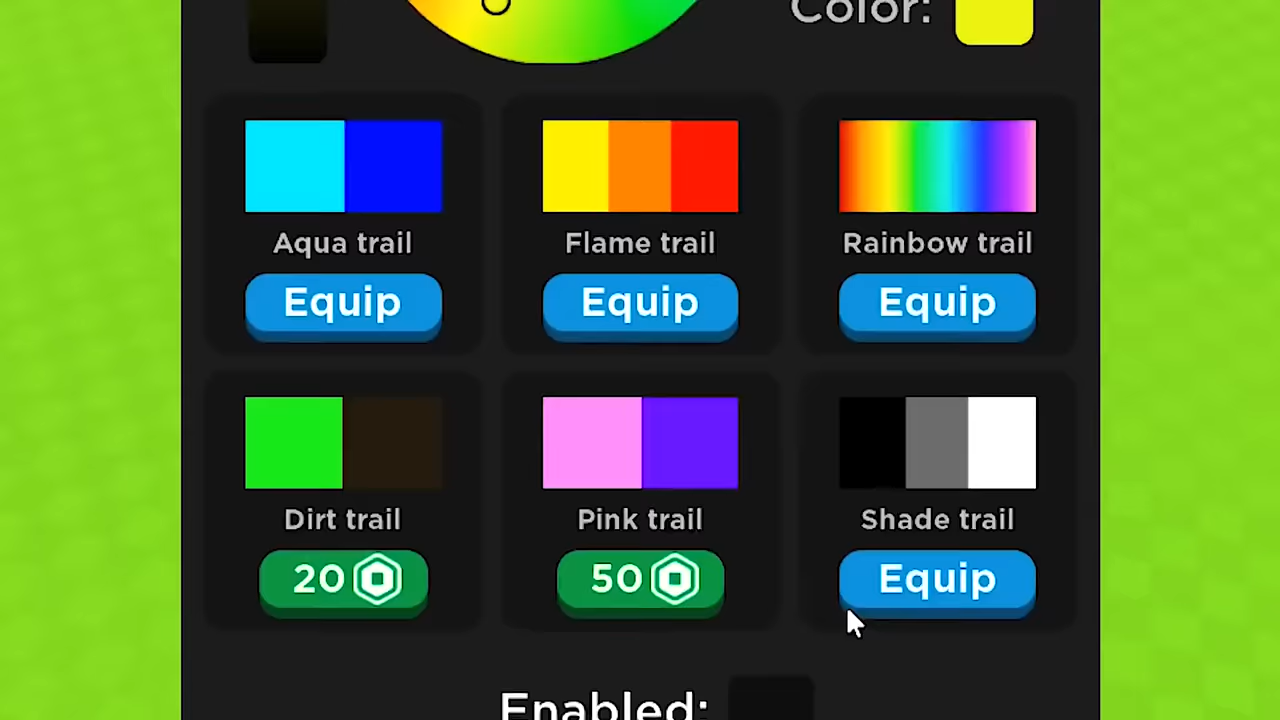 Color:
Aqua trail
Flame trail
Rainbow trail
Equip
Equip
Equip
Dirt trail
Pink trail
Shade trail
20
50
Equip
Enabled: